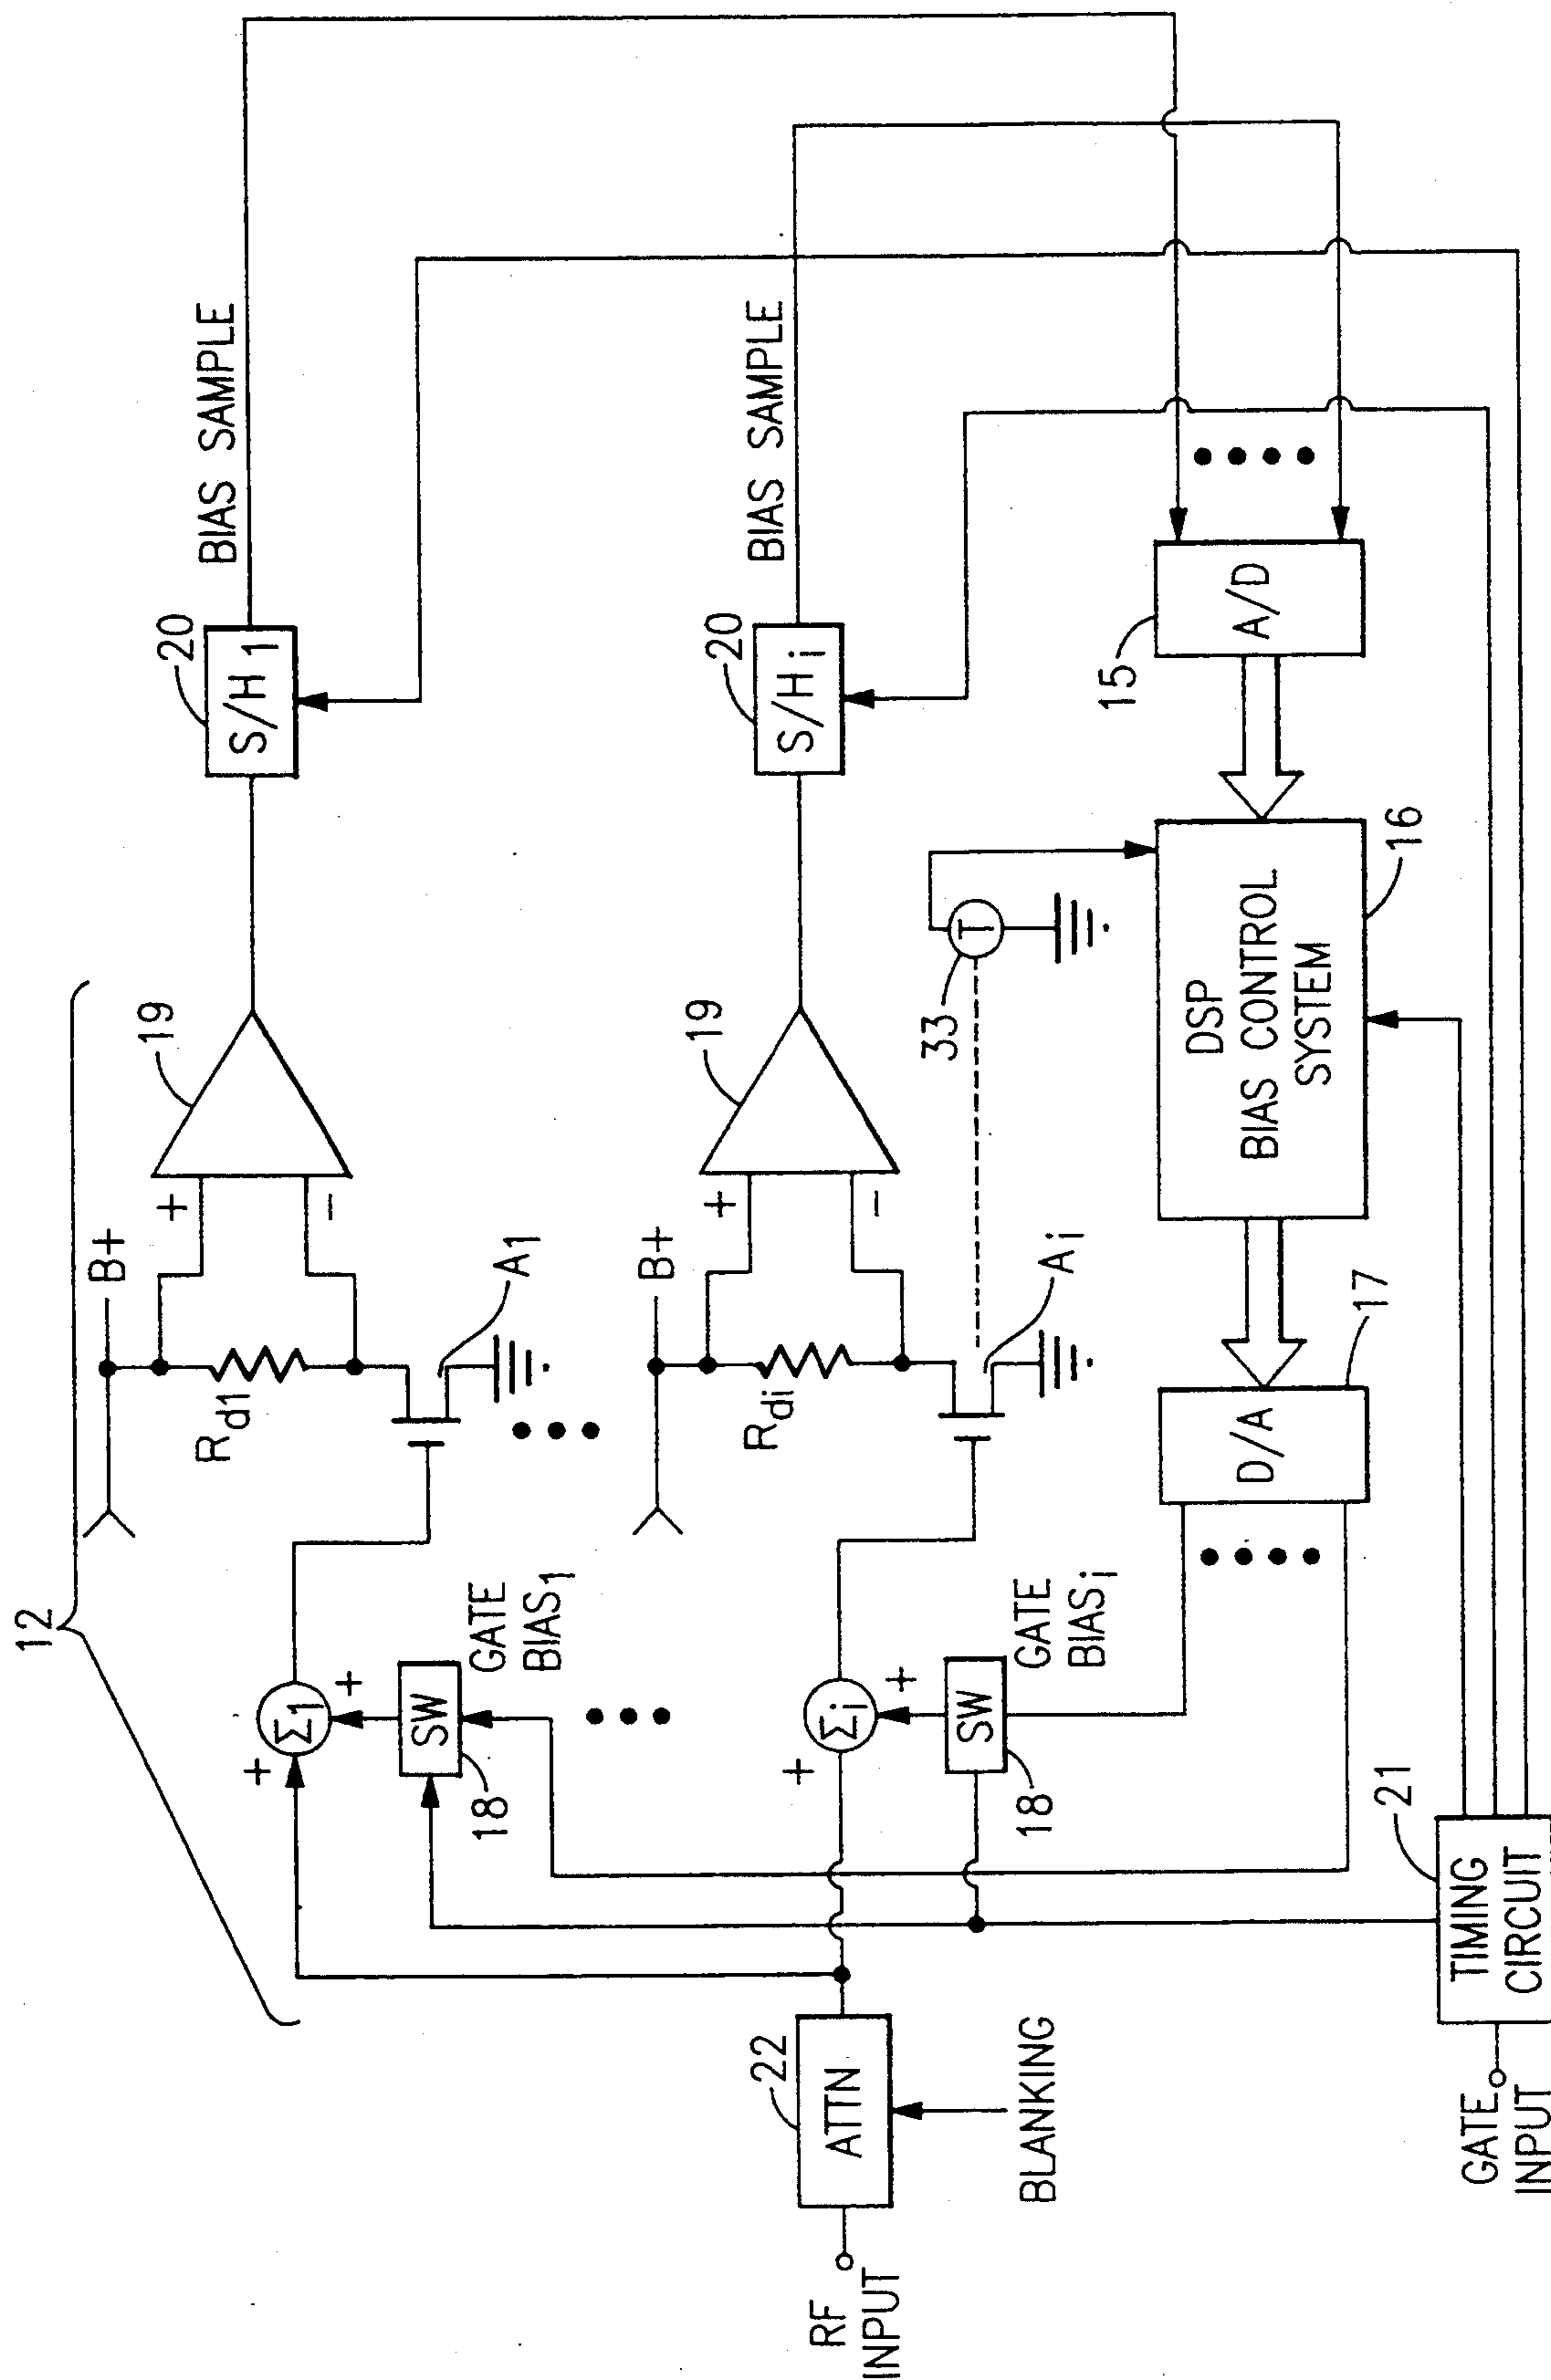 12
B+
+
-
19
20
S/H 1
BIAS SAMPLE
Rd1
A1
Σ1
+
+
SW
18
GATE
BIAS1
B+
+
-
19
20
S/H i
BIAS SAMPLE
Rdi
Ai
33
T
Σi
+
+
SW
18
GATE
BIASi
RF
INPUT
22
ATTN
BLANKING
D/A
17
DSP
BIAS CONTROL
SYSTEM
16
15
A/D
GATE
INPUT
21
TIMING
CIRCUIT